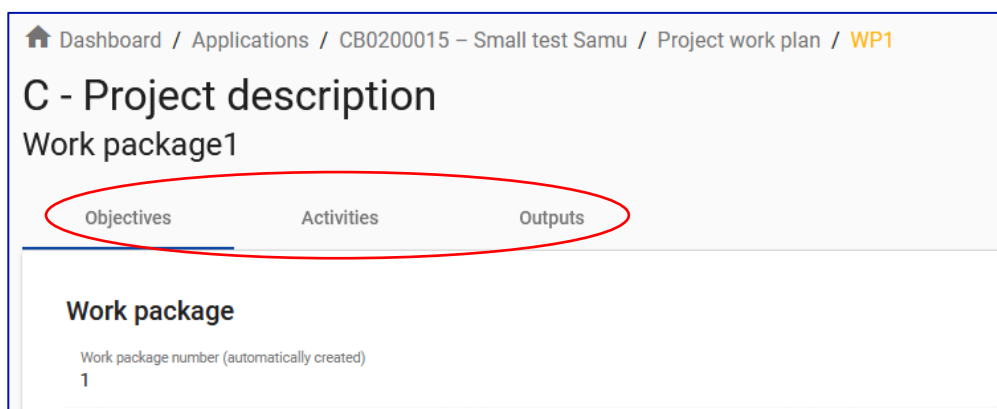 Dashboard / Applications / CB0200015 – Small test Samu / Project work plan / WP1
C - Project description
Work package1
Objectives Activities Outputs
Work package
Work package number (automatically created)
1